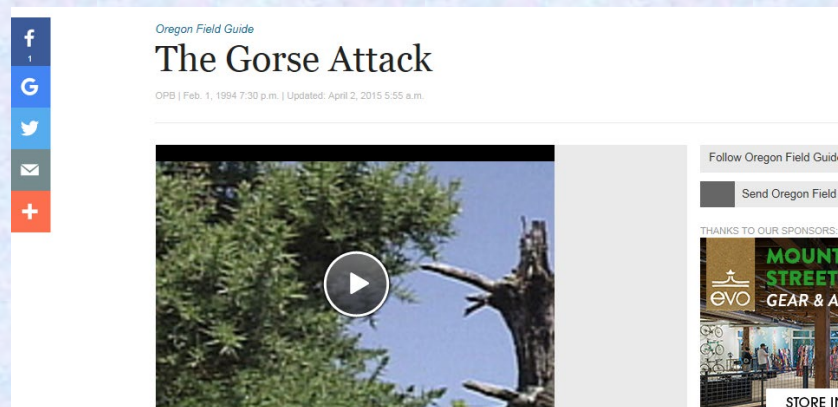 f
1
G
Oregon Field Guide
The Gorse Attack
OPB | Feb. 1, 1994 7:30 p.m. | Updated: April 2, 2015 5:55 a.m.
Follow Oregon Field Guid
Send Oregon Field
THANKS TO OUR SPONSORS:
evo
MOUNT
STREET
GEAR & A
STORE IN